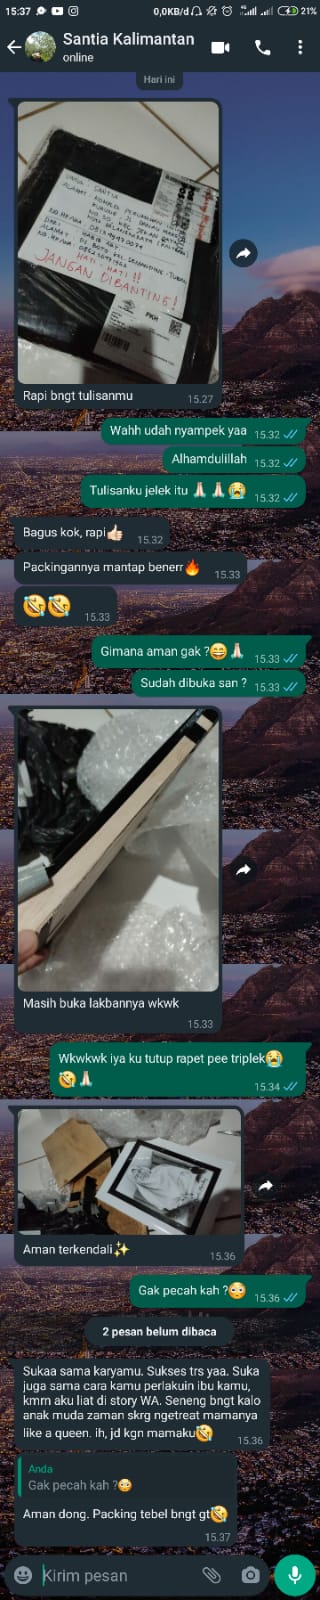 15:37
0,0KB/d
21%
Santia Kalimantan
online
Hari ini
SANTIA
ALAMAT
HATI HATI !!
JANGAN DIBANTING!
PKH
Rapi bngt tulisanmu
15.27
Wahh udah nyampek yaa
15.32
Alhamdulillah
15.32
Tulisanku jelek itu 🙏🏻🙏🏻😭
15.32
Bagus kok, rapi👍🏻
15.32
Packingannya mantap benerr🔥
15.33
🤣🤣
15.33
Gimana aman gak ?😄🙏🏻
15.33
Sudah dibuka san ?
15.33
Masih buka lakbannya wkwk
15.33
Wkwkwk iya ku tutup rapet pee triplek😭
🤣🙏🏻
15.34
Aman terkendali✨
15.36
Gak pecah kah ?😳
15.36
2 pesan belum dibaca
Sukaa sama karyamu. Sukses trs yaa. Suka
juga sama cara kamu perlakuin ibu kamu,
kmrn aku liat di story WA. Seneng bngt kalo
anak muda zaman skrg ngetreat mamanya
like a queen. ih, jd kgn mamaku🤣
15.36
Anda
Gak pecah kah ?😳
Aman dong. Packing tebel bngt gt🤣
15.37
Kirim pesan